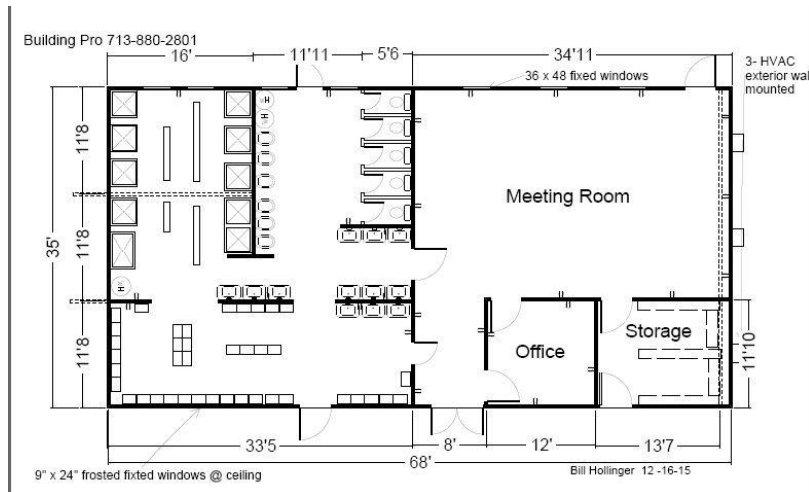 Building Pro 713-880-2801
16'
11'11
5'6
34'11
36 x 48 fixed windows
3- HVAC
exterior wal
mounted
35'
11'8
11'8
11'8
Meeting Room
Office
Storage
11'10
33'5
8'
12'
13'7
68'
9" x 24" frosted fixted windows @ ceiling
Bill Hollinger 12 -16-15